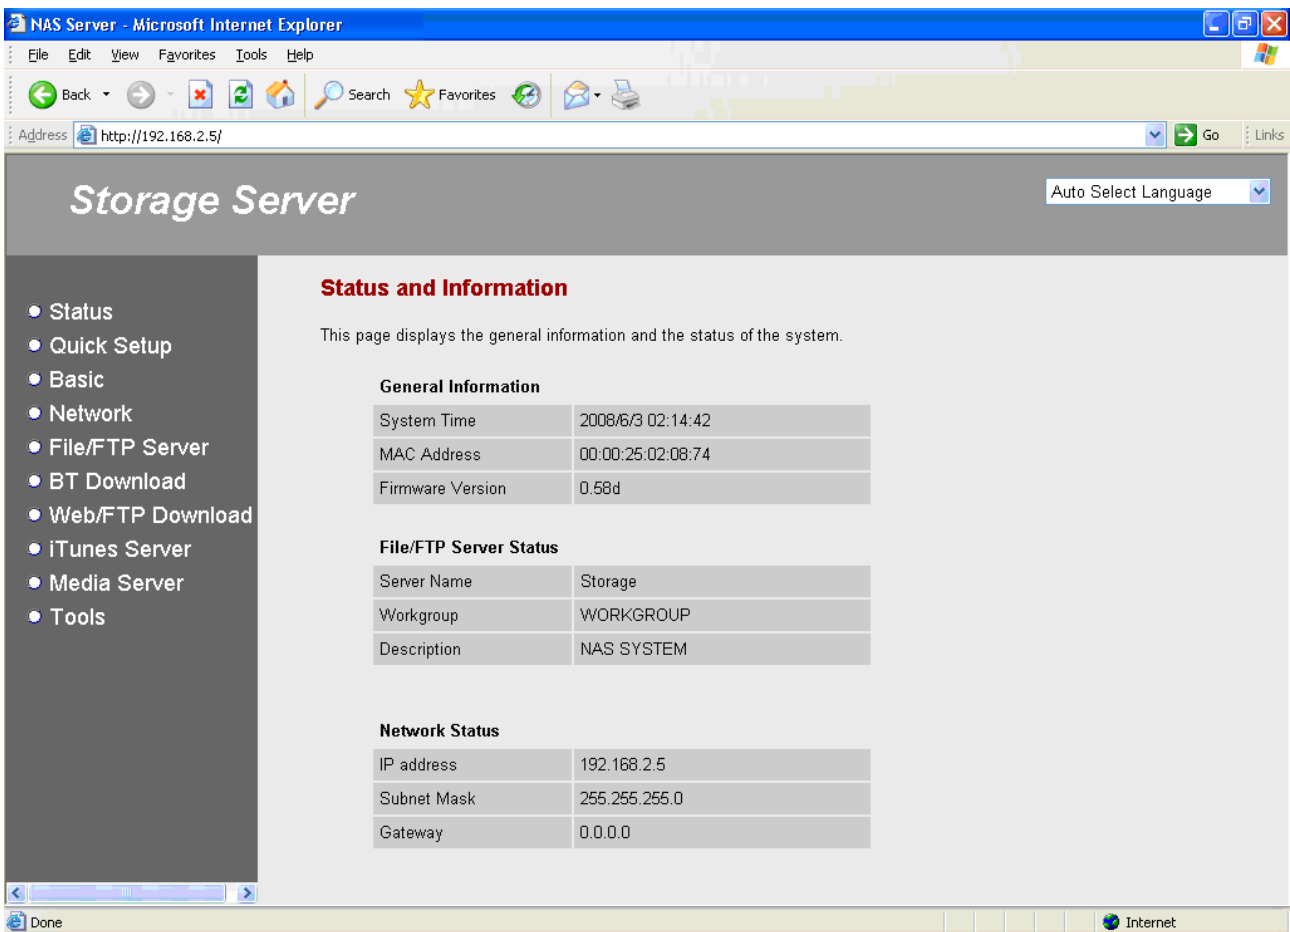 NAS Server - Microsoft Internet Explorer
File Edit View Favorites Tools Help
Back Search Favorites
Address http://192.168.2.5/ Go Links
Storage Server
Auto Select Language
Status
Quick Setup
Basic
Network
File/FTP Server
BT Download
Web/FTP Download
iTunes Server
Media Server
Tools
Status and Information
This page displays the general information and the status of the system.
General Information
System Time 2008/6/3 02:14:42
MAC Address 00:00:25:02:08:74
Firmware Version 0.58d
File/FTP Server Status
Server Name Storage
Workgroup WORKGROUP
Description NAS SYSTEM
Network Status
IP address 192.168.2.5
Subnet Mask 255.255.255.0
Gateway 0.0.0.0
Done Internet